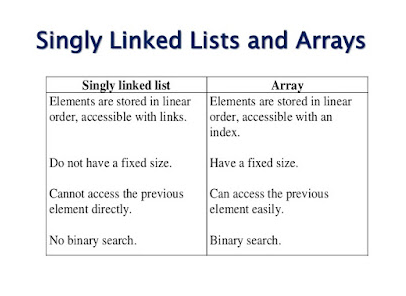 Singly Linked Lists and Arrays
Singly linked list
Array
Elements are stored in linear
order, accessible with links.
Elements are stored in linear
order, accessible with an
index.
Do not have a fixed size.
Have a fixed size.
Cannot access the previous
element directly.
Can access the previous
element easily.
No binary search.
Binary search.